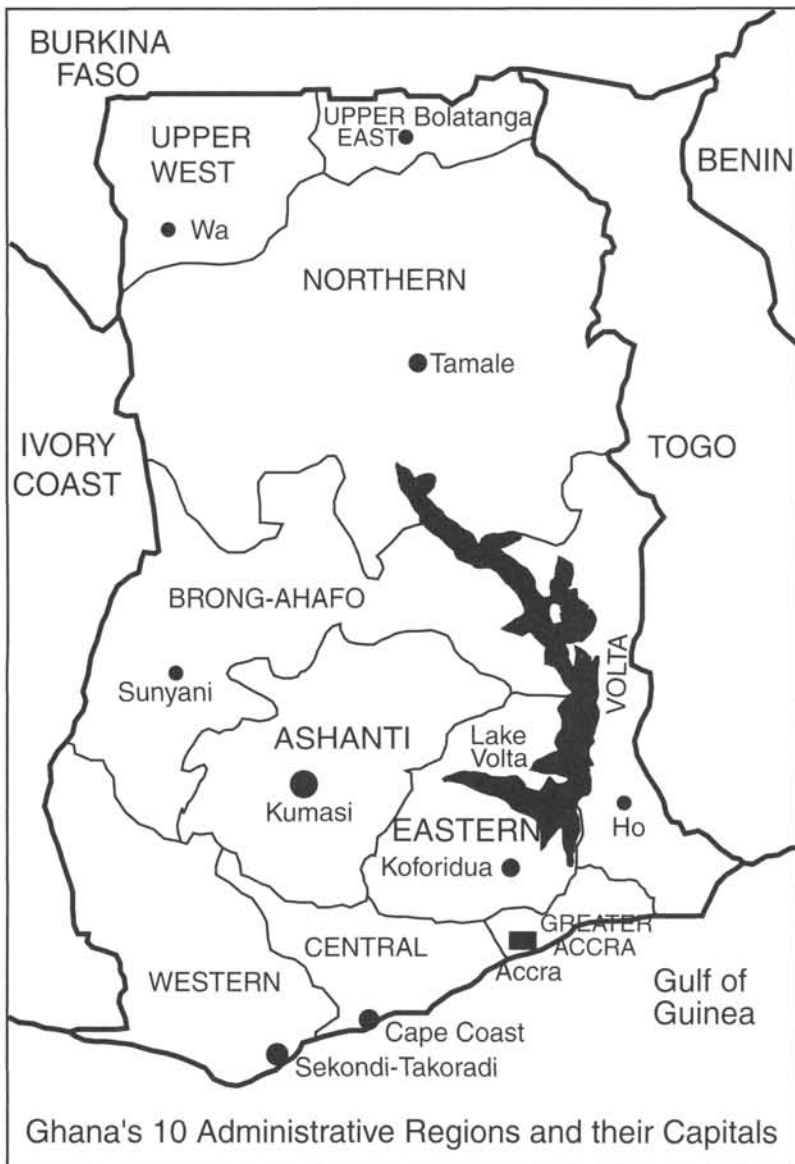 BURKINA
FASO
UPPER Bolatanga
EAST
UPPER
WEST
BENIN
Wa
NORTHERN
Tamale
IVORY
COAST
TOGO
BRONG-AHAFO
Sunyani
VOLTA
ASHANTI
Lake
Volta
Kumasi
EASTERN
Ho
Koforidua
GREATER
ACCRA
CENTRAL
Accra
WESTERN
Gulf of
Guinea
Cape Coast
Sekondi-Takoradi
Ghana's 10 Administrative Regions and their Capitals